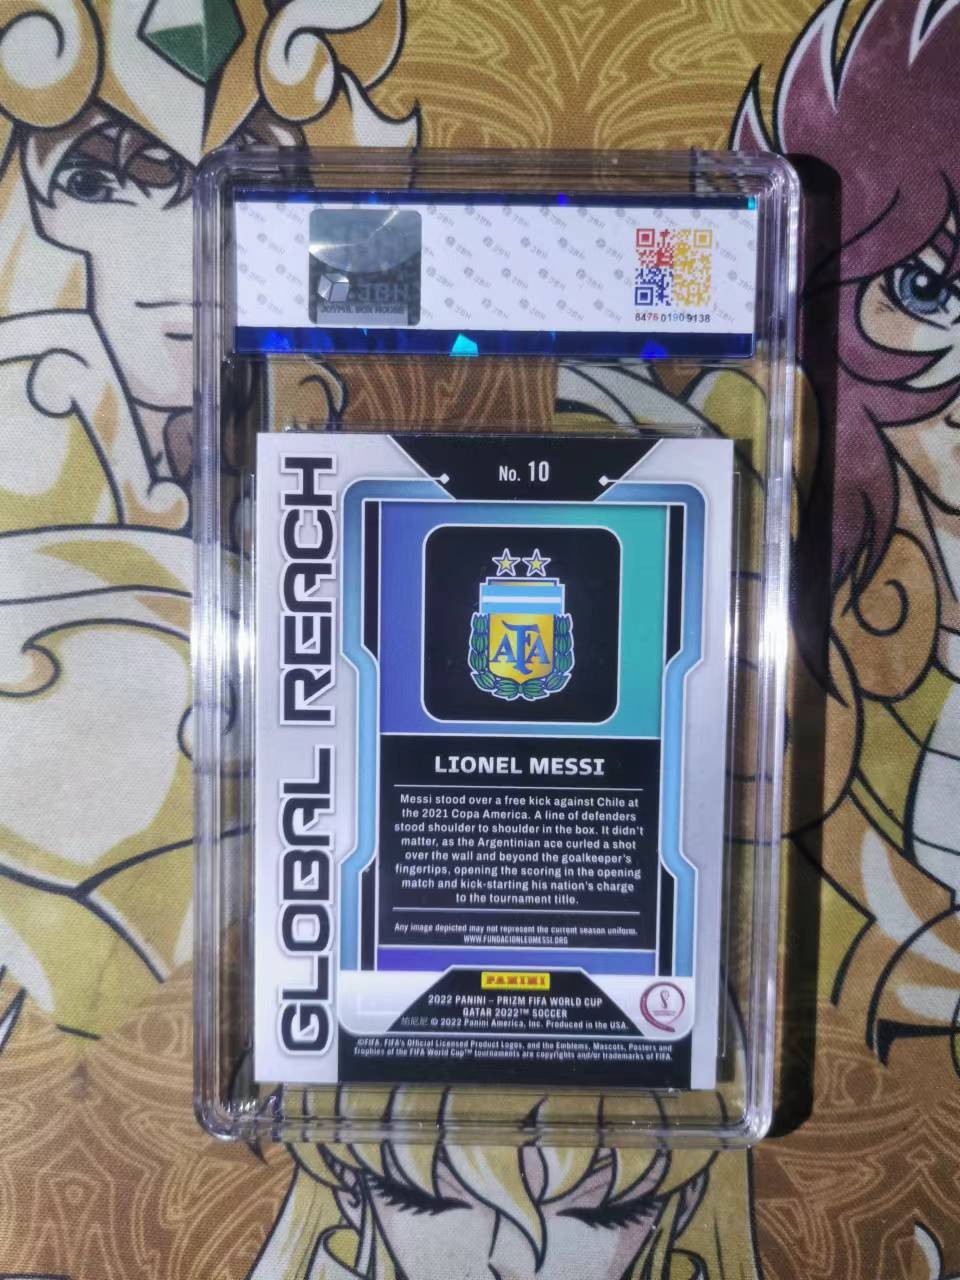 JOYFUL BOX HOUSE
8476 0190 9138
No. 10
GLOBAL REACH
AFA
LIONEL MESSI
Messi stood over a free kick against Chile at
the 2021 Copa America. A line of defenders
stood shoulder to shoulder in the box. It didn't
matter, as the Argentinian ace curled a shot
over the wall and beyond the goalkeeper's
fingertips, opening the scoring in the opening
match and kick-starting his nation's charge
to the tournament title.
Any image depicted may not represent the current season uniform.
WWW.FUNDACIONLEOMESSI.ORG
PANINI
2022 PANINI – PRIZM FIFA WORLD CUP
QATAR 2022™ SOCCER
帕尼尼 © 2022 Panini America, Inc. Produced in the USA.
©FIFA, FIFA's Official Licensed Product Logos, and the Emblems, Mascots, Posters and
Trophies of the FIFA World Cup™ tournaments are copyrights and/or trademarks of FIFA.